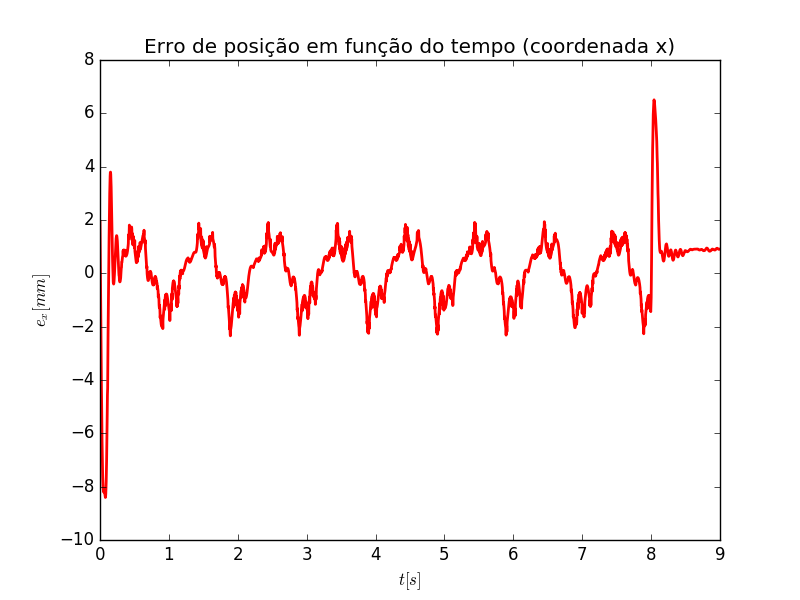 Erro de posição em função do tempo (coordenada x)
8
6
4
2
0
−2
−4
−6
−8
−10
e_x[mm]
0 1 2 3 4 5 6 7 8 9
t[s]